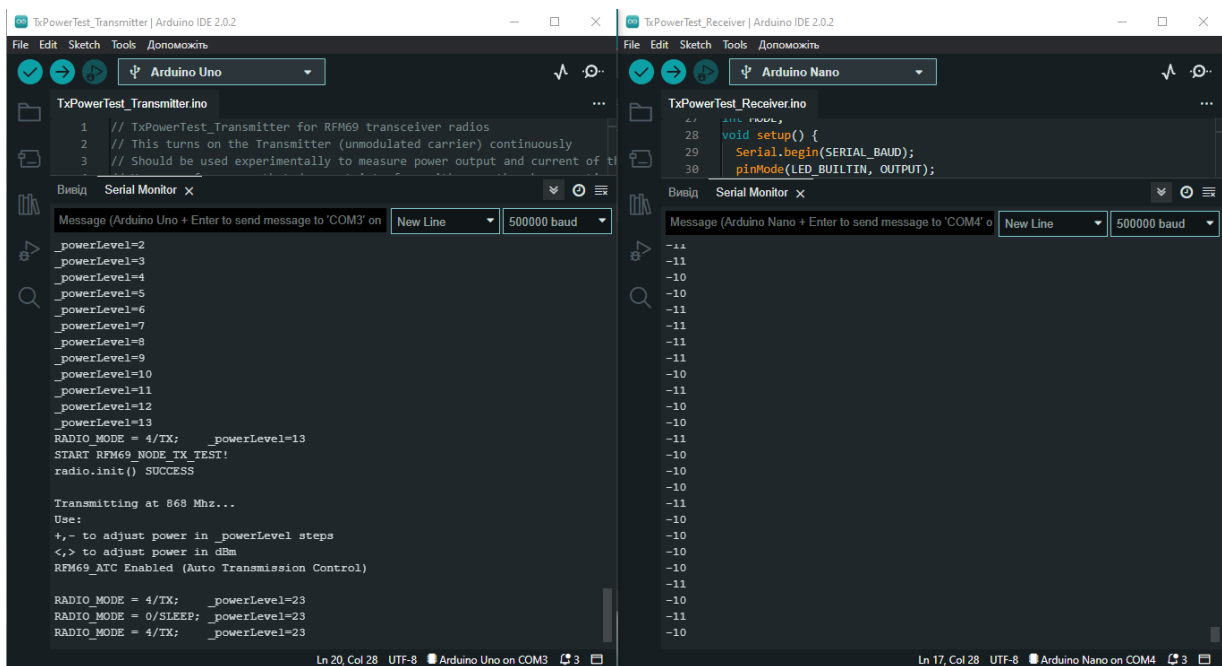 TxPowerTest_Transmitter | Arduino IDE 2.0.2
File Edit Sketch Tools Допоможіть
Arduino Uno
TxPowerTest_Transmitter.ino
1 // TxPowerTest_Transmitter for RFM69 transceiver radios
2 // This turns on the Transmitter (unmodulated carrier) continuously
3 // Should be used experimentally to measure power output and current of t
Вивід Serial Monitor x
Message (Arduino Uno + Enter to send message to 'COM3' on
New Line
500000 baud
_powerLevel=2
_powerLevel=3
_powerLevel=4
_powerLevel=5
_powerLevel=6
_powerLevel=7
_powerLevel=8
_powerLevel=9
_powerLevel=10
_powerLevel=11
_powerLevel=12
_powerLevel=13
RADIO_MODE = 4/TX; _powerLevel=13
START RFM69_NODE_TX_TEST!
radio.init() SUCCESS
Transmitting at 868 Mhz...
Use:
+,- to adjust power in _powerLevel steps
<,> to adjust power in dBm
RFM69_ATC Enabled (Auto Transmission Control)
RADIO_MODE = 4/TX; _powerLevel=23
RADIO_MODE = 0/SLEEP; _powerLevel=23
RADIO_MODE = 4/TX; _powerLevel=23
Ln 20, Col 28 UTF-8 Arduino Uno on COM3 3
TxPowerTest_Receiver | Arduino IDE 2.0.2
File Edit Sketch Tools Допоможіть
Arduino Nano
TxPowerTest_Receiver.ino
27 int MODE;
28 void setup() {
29 Serial.begin(SERIAL_BAUD);
30 pinMode(LED_BUILTIN, OUTPUT);
Вивід Serial Monitor x
Message (Arduino Nano + Enter to send message to 'COM4' o
New Line
500000 baud
-11
-11
-10
-10
-11
-11
-11
-11
-10
-11
-10
-10
-11
-10
-10
-10
-11
-10
-10
-10
-10
-11
-10
-11
-10
Ln 17, Col 28 UTF-8 Arduino Nano on COM4 3